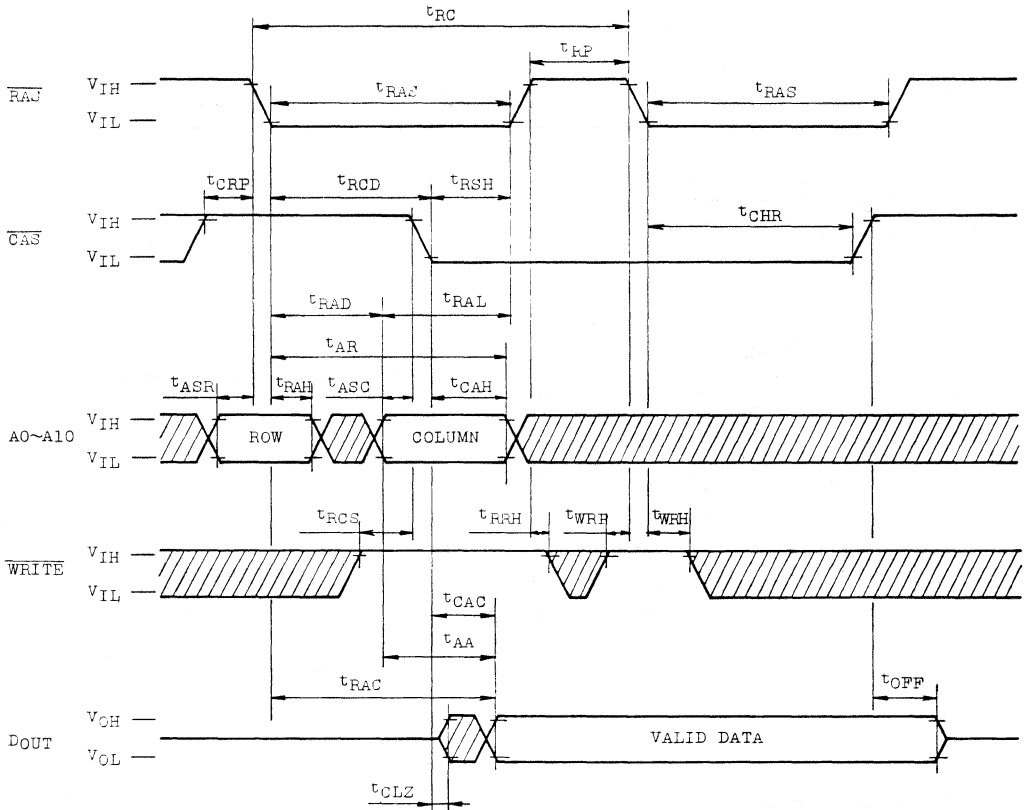 tRC
tRP
RAS VIH
tRAS tRAS
VIL
tCRP tRCD tRSH
VIH
tCHR
CAS
VIL
tRAD tRAL
tAR
tASR tRAH tASC tCAH
VIH
A0~A10 ROW COLUMN
VIL
tRCS tRRH tWRP tWRH
VIH
WRITE
VIL
tCAC
tAA
tRAC tOFF
VOH
DOUT VALID DATA
VOL
tCLZ